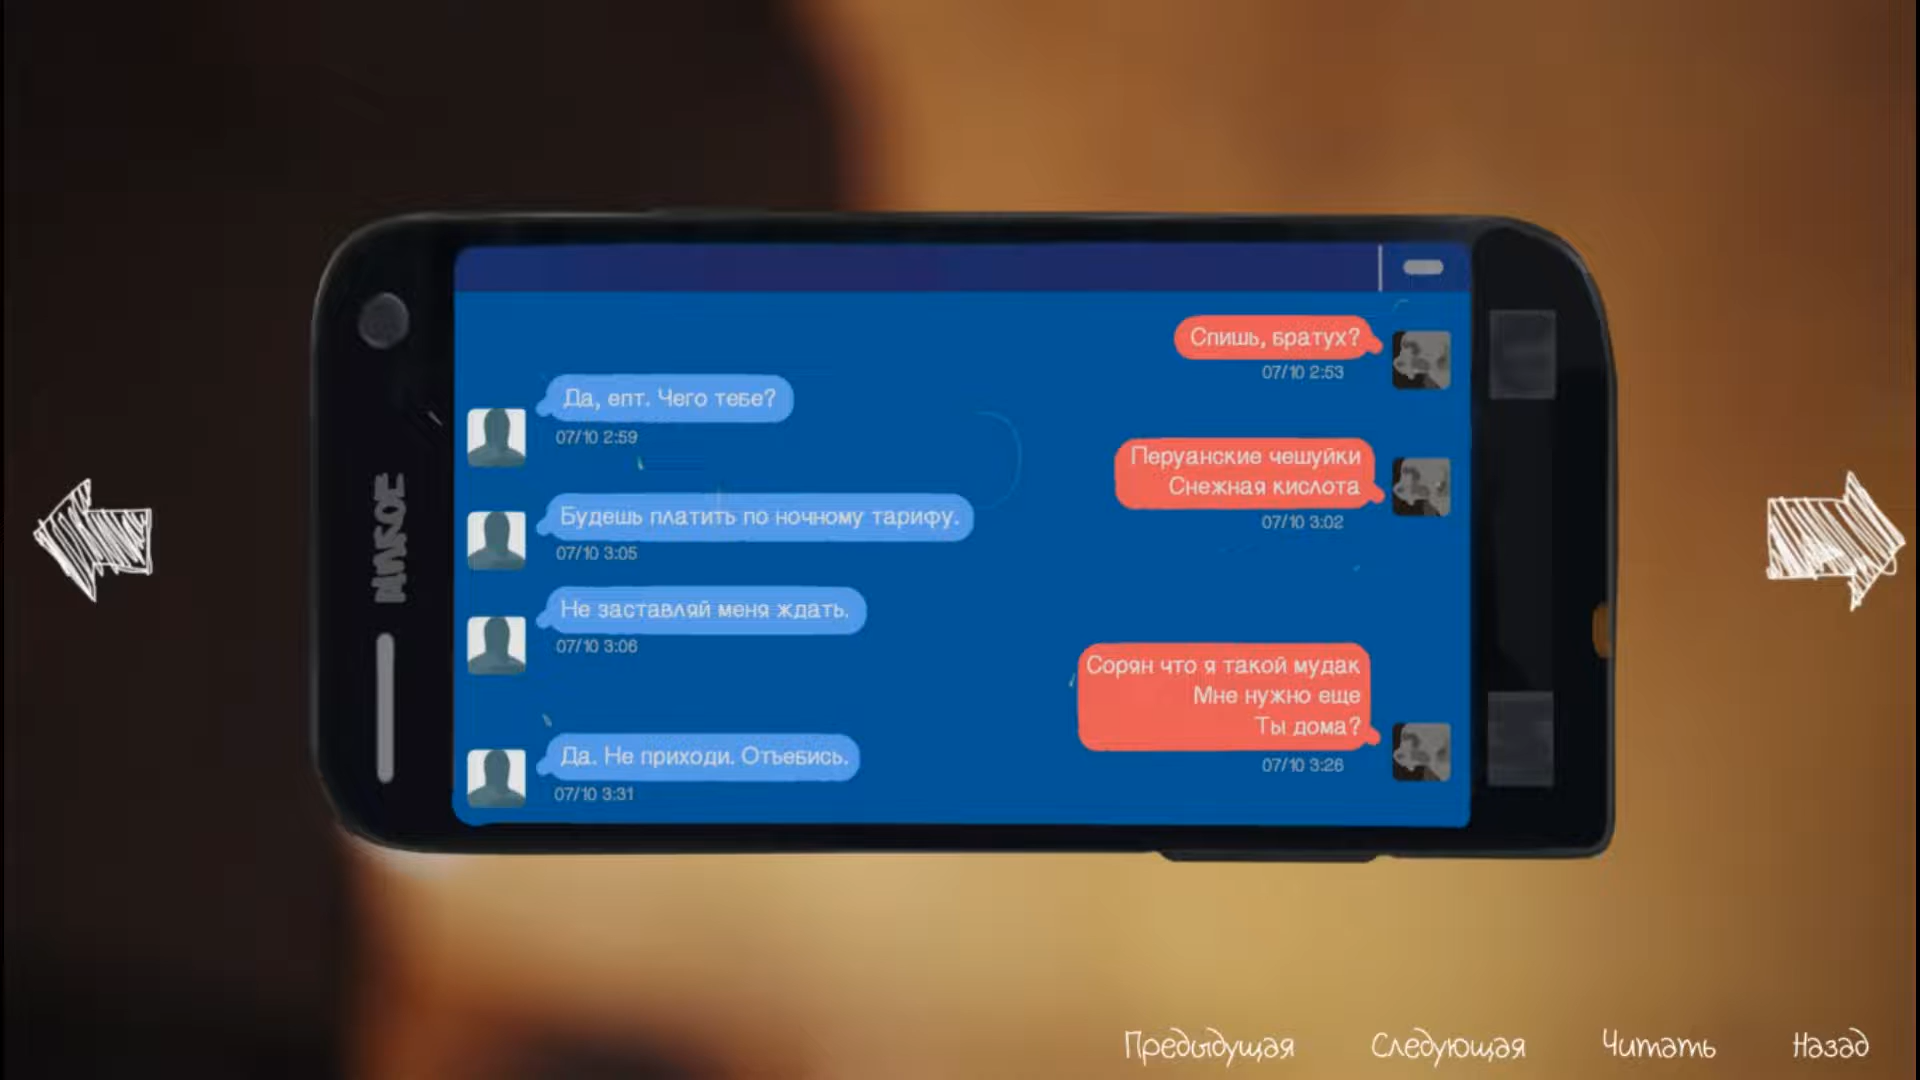 Спишь, братух?
07/10 2:53
Да, епт. Чего тебе?
07/10 2:59
Перуанские чешуйки
Снежная кислота
07/10 3:02
Будешь платить по ночному тарифу.
07/10 3:05
Не заставляй меня ждать.
07/10 3:06
Сорян что я такой мудак
Мне нужно еще
Ты дома?
07/10 3:26
Да. Не приходи. Отъебись.
07/10 3:31
Предыдущая
Следующая
Читать
Назад